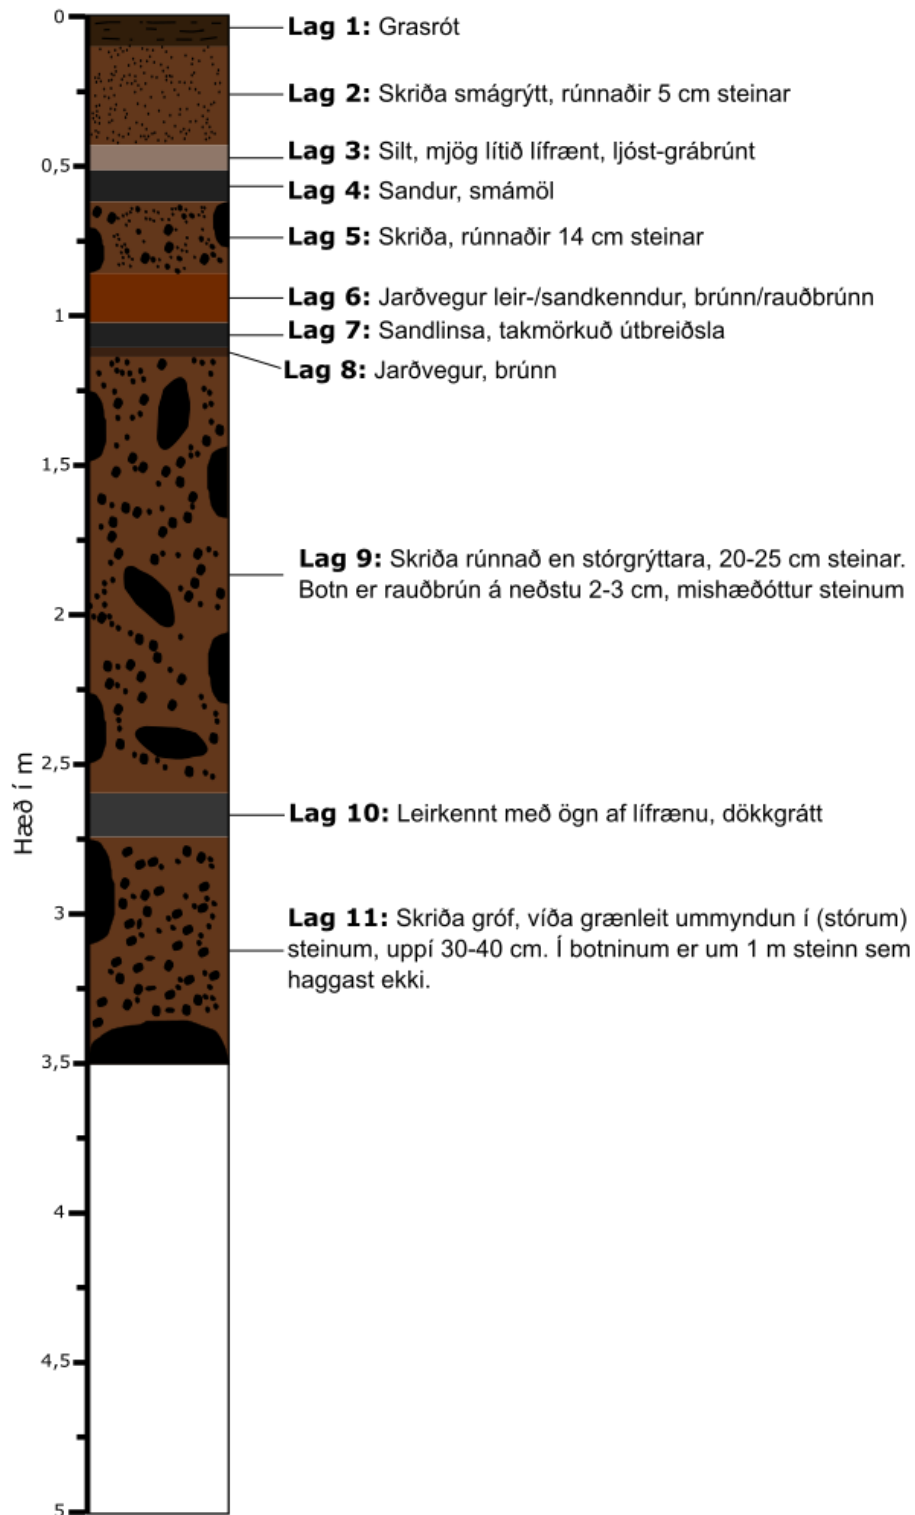 0
Lag 1: Grasrót
Lag 2: Skriða smágrýtt, rúnnaðir 5 cm steinar
Lag 3: Silt, mjög lítið lífrænt, ljóst-grábrúnt
0,5
Lag 4: Sandur, smámöl
Lag 5: Skriða, rúnnaðir 14 cm steinar
Lag 6: Jarðvegur leir-/sandkenndur, brúnn/rauðbrúnn
1
Lag 7: Sandlinsa, takmörkuð útbreiðsla
Lag 8: Jarðvegur, brúnn
1,5
Lag 9: Skriða rúnnað en stórgrýttara, 20-25 cm steinar.
Botn er rauðbrún á neðstu 2-3 cm, mishæðóttur steinum
2
2,5
Hæð í m
Lag 10: Leirkennt með ögn af lífrænu, dökkgrátt
3
Lag 11: Skriða gróf, víða grænleit ummyndun í (stórum)
steinum, uppí 30-40 cm. Í botninum er um 1 m steinn sem
haggast ekki.
3,5
4
4,5
5